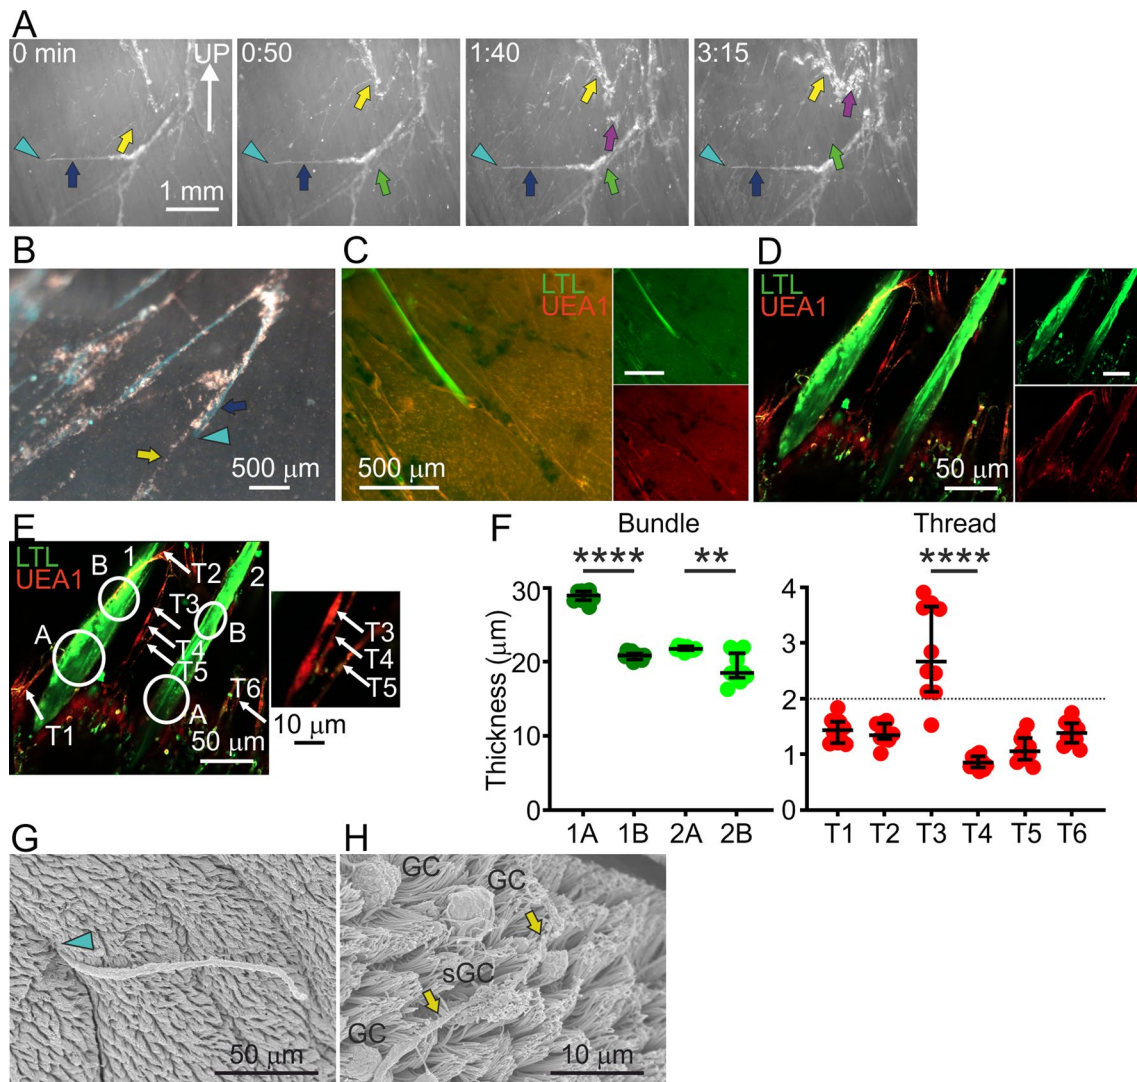 A
0 min
UP
1 mm
0:50
1:40
3:15
B
500 µm
C
LTL
UEA1
500 µm
D
LTL
UEA1
50 µm
E
LTL
UEA1
B
1
T2
2
T3
A
T4
B
T5
T6
T1
A
50 µm
T3
T4
T5
10 µm
F
Bundle
**** **
Thickness (µm)
30
20
10
0
1A 1B 2A 2B
Thread
****
4
3
2
1
0
T1 T2 T3 T4 T5 T6
G
50 µm
H
GC
GC
sGC
GC
10 µm